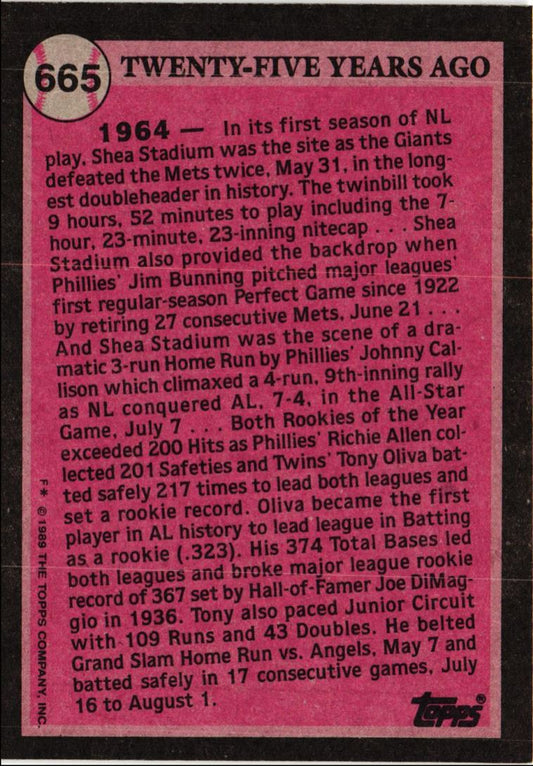 665 TWENTY-FIVE YEARS AGO
1964 — In its first season of NL
play, Shea Stadium was the site as the Giants
defeated the Mets twice, May 31, in the long-
est doubleheader in history. The twinbill took
9 hours, 52 minutes to play including the 7-
hour, 23-minute, 23-inning nitecap . . . Shea
Stadium also provided the backdrop when
Phillies' Jim Bunning pitched major leagues'
first regular-season Perfect Game since 1922
by retiring 27 consecutive Mets, June 21 . . .
And Shea Stadium was the scene of a dra-
matic 3-run Home Run by Phillies' Johnny Cal-
lison which climaxed a 4-run, 9th-inning rally
as NL conquered AL, 7-4, in the All-Star
Game, July 7 . . . Both Rookies of the Year
exceeded 200 Hits as Phillies' Richie Allen col-
lected 201 Safeties and Twins' Tony Oliva bat-
ted safely 217 times to lead both leagues and
set a rookie record. Oliva became the first
player in AL history to lead league in Batting
as a rookie (.323). His 374 Total Bases led
both leagues and broke major league rookie
record of 367 set by Hall-of-Famer Joe DiMag-
gio in 1936. Tony also paced Junior Circuit
with 109 Runs and 43 Doubles. He belted
Grand Slam Home Run vs. Angels, May 7 and
batted safely in 17 consecutive games, July
16 to August 1.
topps®
F* © 1989 THE TOPPS COMPANY, INC.